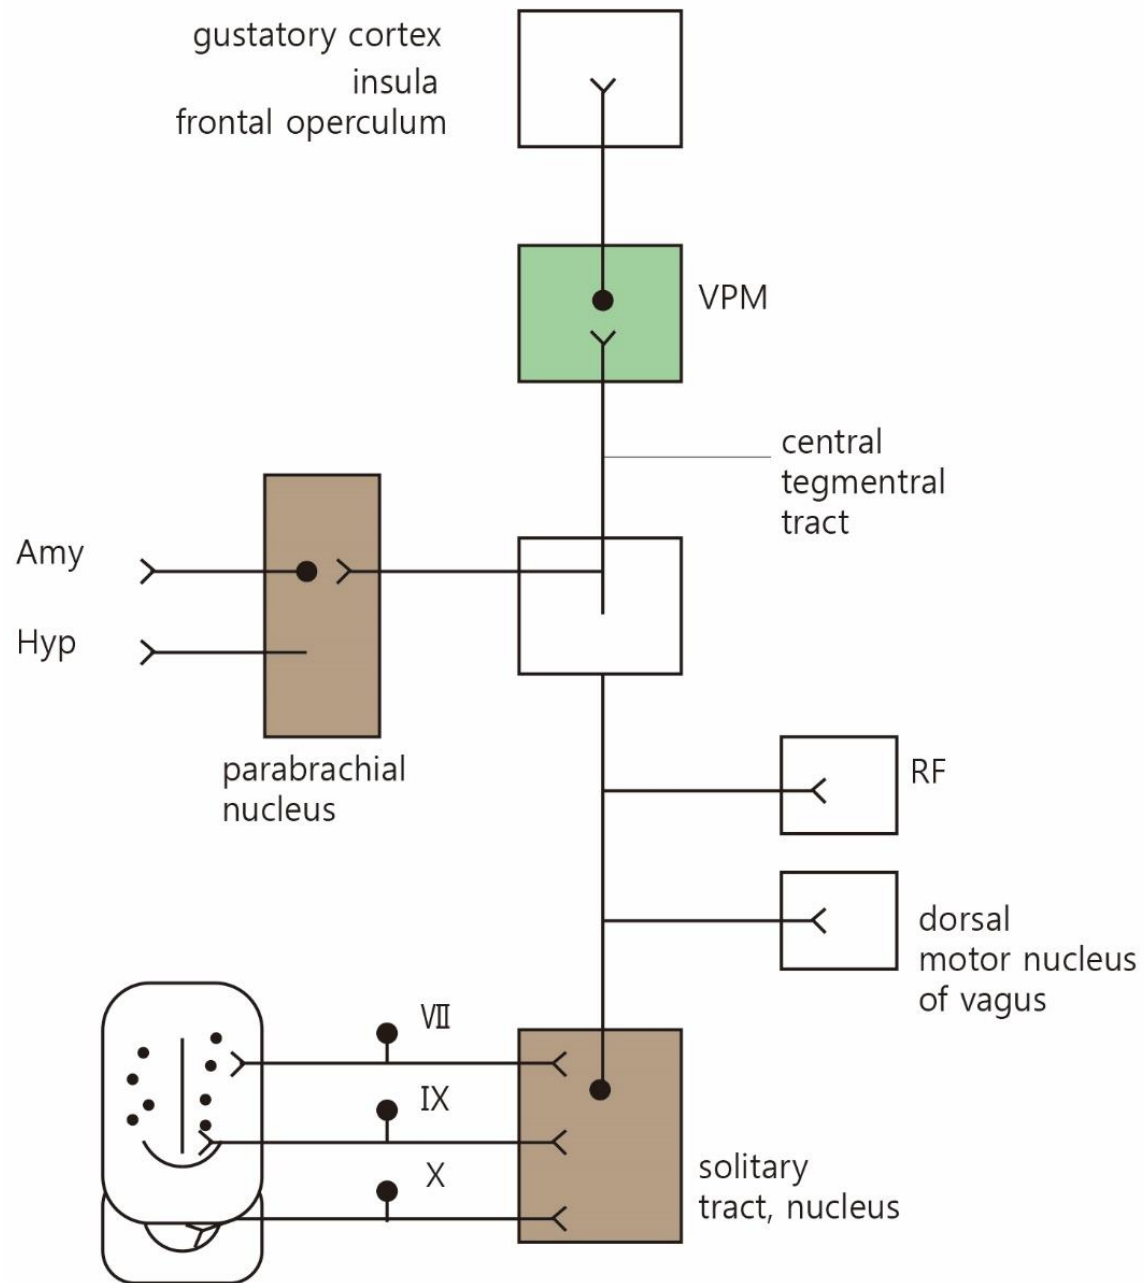 gustatory cortex
insula
frontal operculum
VPM
central
tegmentral
tract
Amy
Hyp
parabrachial
nucleus
RF
dorsal
motor nucleus
of vagus
Ⅶ
Ⅸ
Ⅹ
solitary
tract, nucleus